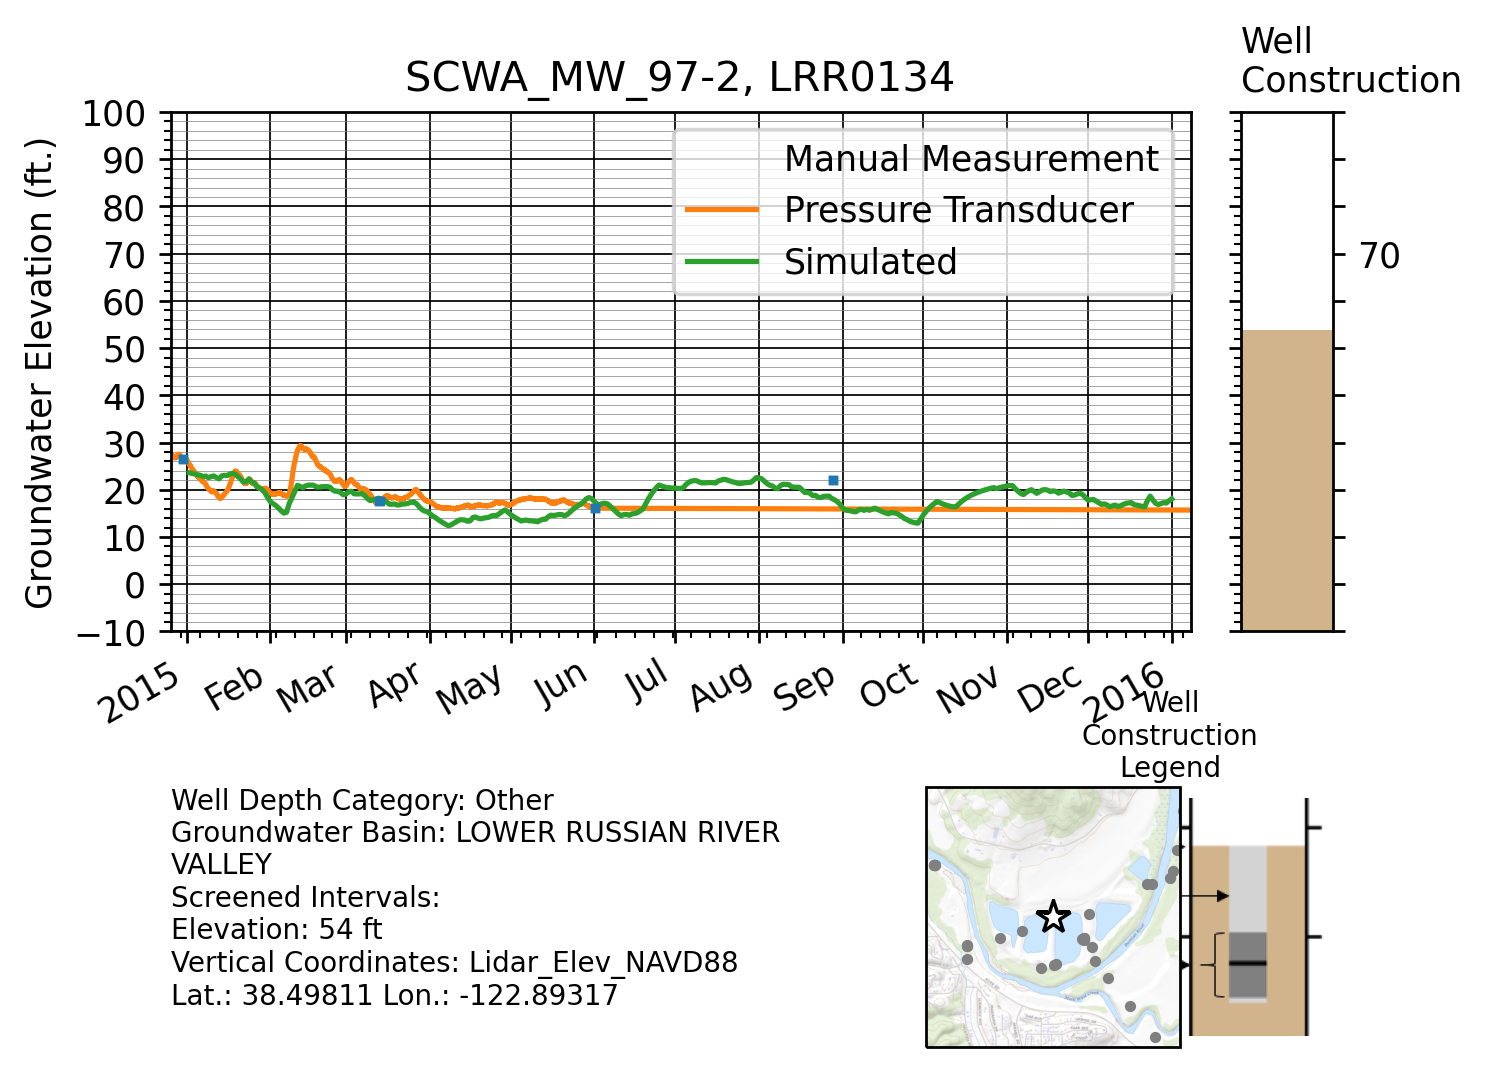 Well
Construction
SCWA_MW_97-2, LRR0134
Groundwater Elevation (ft.)
100
90
80
70
60
50
40
30
20
10
0
−10
Manual Measurement
Pressure Transducer
Simulated
70
2015
Feb
Mar
Apr
May
Jun
Jul
Aug
Sep
Oct
Nov
Dec
2016
Well
Construction
Legend
Well Depth Category: Other
Groundwater Basin: LOWER RUSSIAN RIVER
VALLEY
Screened Intervals:
Elevation: 54 ft
Vertical Coordinates: Lidar_Elev_NAVD88
Lat.: 38.49811 Lon.: -122.89317